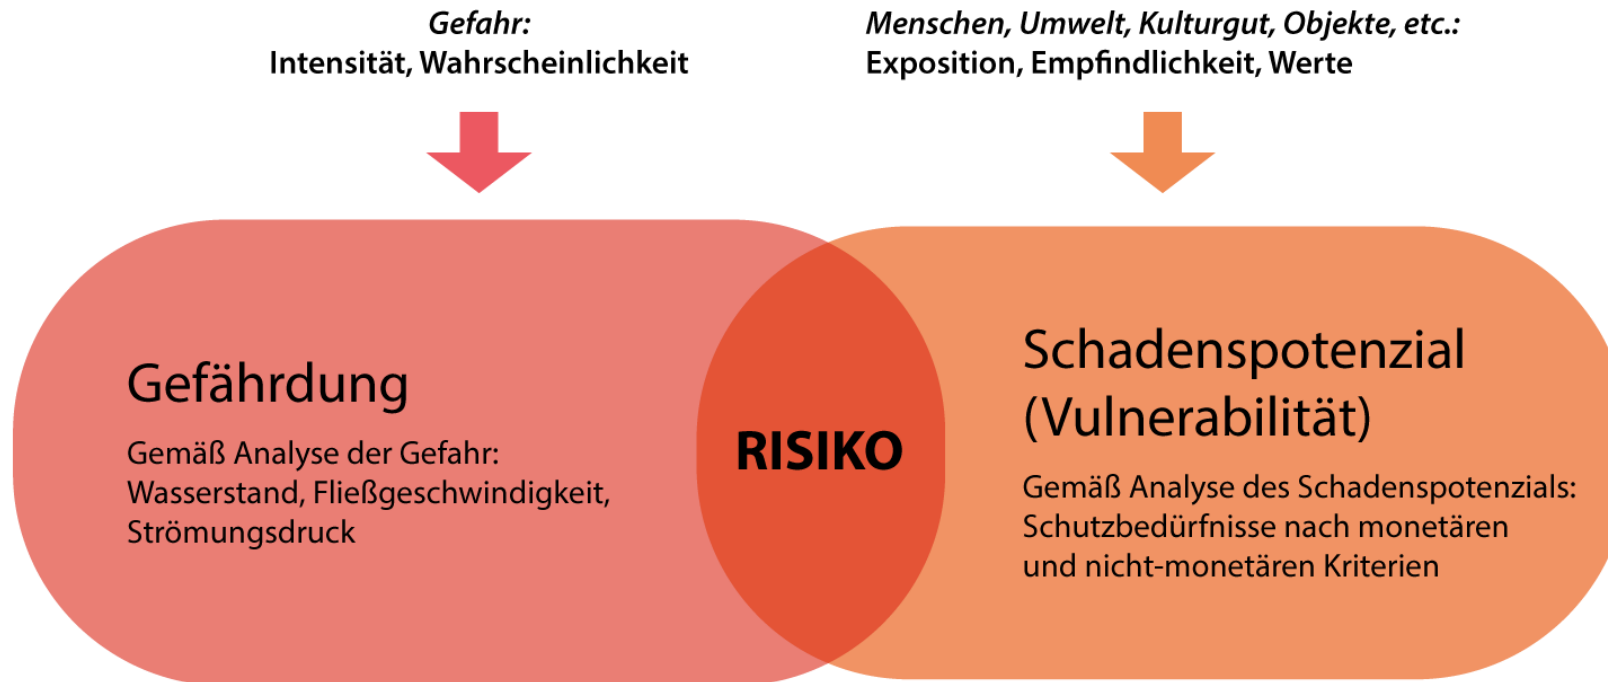 Gefahr:
Intensität, Wahrscheinlichkeit
Menschen, Umwelt, Kulturgut, Objekte, etc.:
Exposition, Empfindlichkeit, Werte
Gefährdung
Gemäß Analyse der Gefahr:
Wasserstand, Fließgeschwindigkeit,
Strömungsdruck
RISIKO
Schadenspotenzial
(Vulnerabilität)
Gemäß Analyse des Schadenspotenzials:
Schutzbedürfnisse nach monetären
und nicht-monetären Kriterien